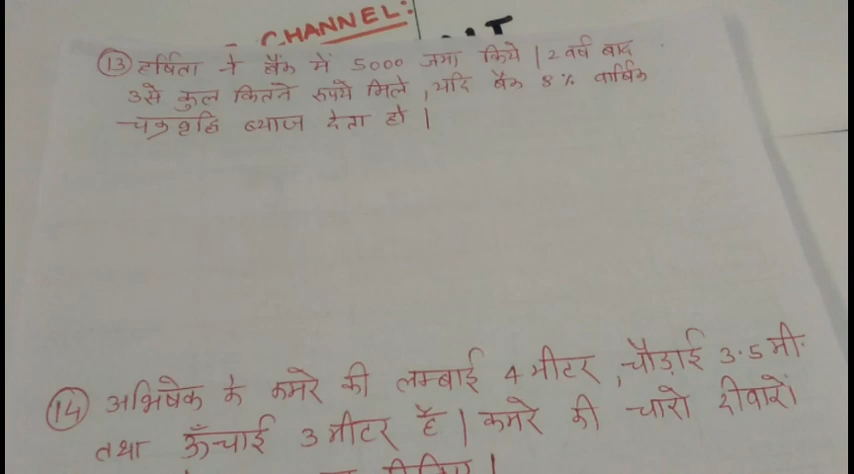 CHANNEL:
(13) हर्षिता ने बैंक में 5000 जमा किये | 2 वर्ष बाद
उसे कुल कितने रुपये मिले, यदि बैंक 8% वार्षिक
चक्रवृद्धि ब्याज देता हो |
(14) अभिषेक के कमरे की लम्बाई 4 मीटर, चौड़ाई 3.5 मी.
तथा ऊँचाई 3 मीटर है | कमरे की चारो दीवारों